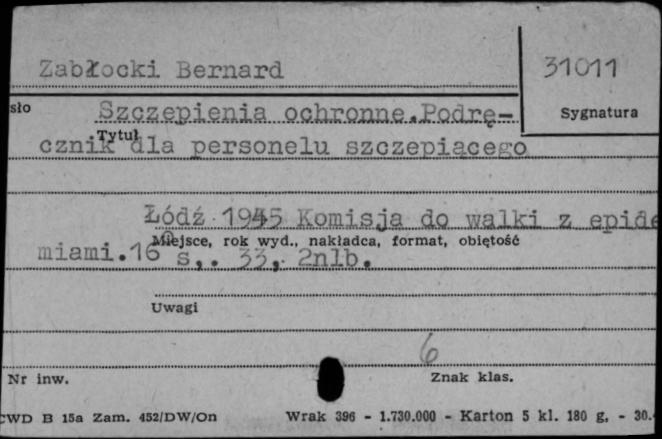 Zabłocki Bernard
31011
sło
Szczepienia ochronne.Podrę-
Sygnatura
Tytuł
cznik dla personelu szczepiącego
Łódź 1945 Komisja do walki z epide
Miejsce, rok wyd., nakładca, format, objętość
miami.16° s,. 33, 2nlb.
Uwagi
6
Nr inw.
Znak klas.
CWD B 15a Zam. 452/DW/On
Wrak 396 - 1.730.000 - Karton 5 kl. 180 g, - 30.